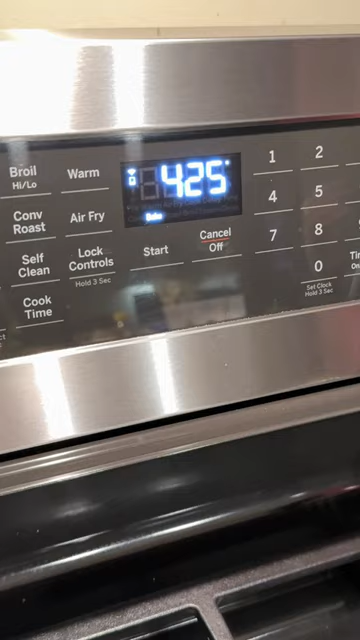 Broil
Hi/Lo
Warm
425°
Bake
1
2
Conv
Roast
Air Fry
4
5
Self
Clean
Lock
Controls
Hold 3 Sec
Start
Cancel
Off
7
8
Cook
Time
0
Set Clock
Hold 3 Sec